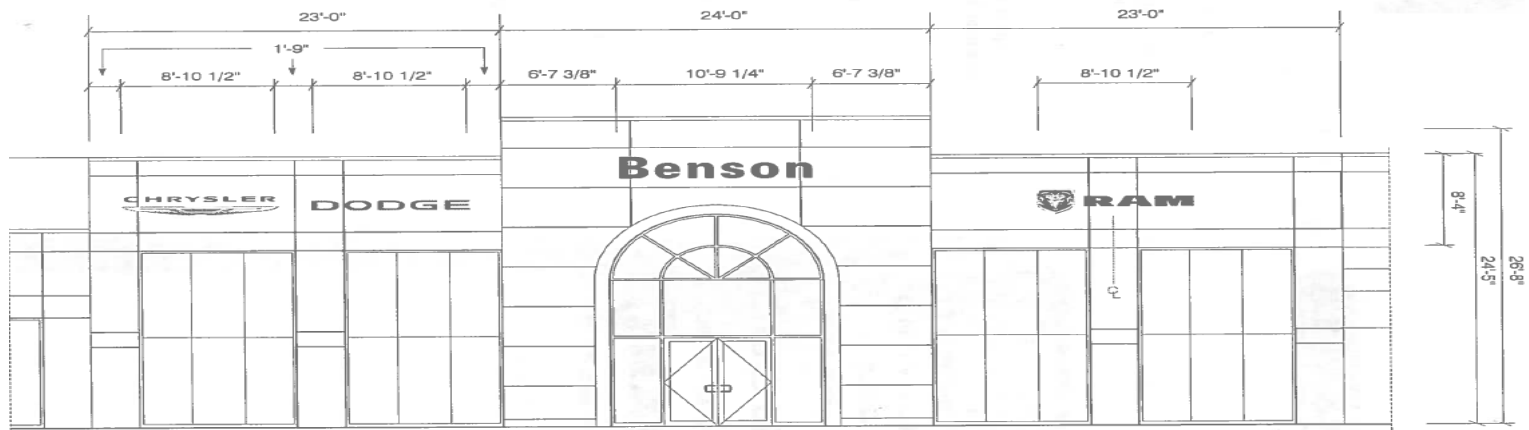 23'-0" 24'-0" 23'-0"
1'-9"
8'-10 1/2" 8'-10 1/2" 6'-7 3/8" 10'-9 1/4" 6'-7 3/8" 8'-10 1/2"
Benson
CHRYSLER DODGE RAM
8'-4"
24'-5"
26'-8"
CL